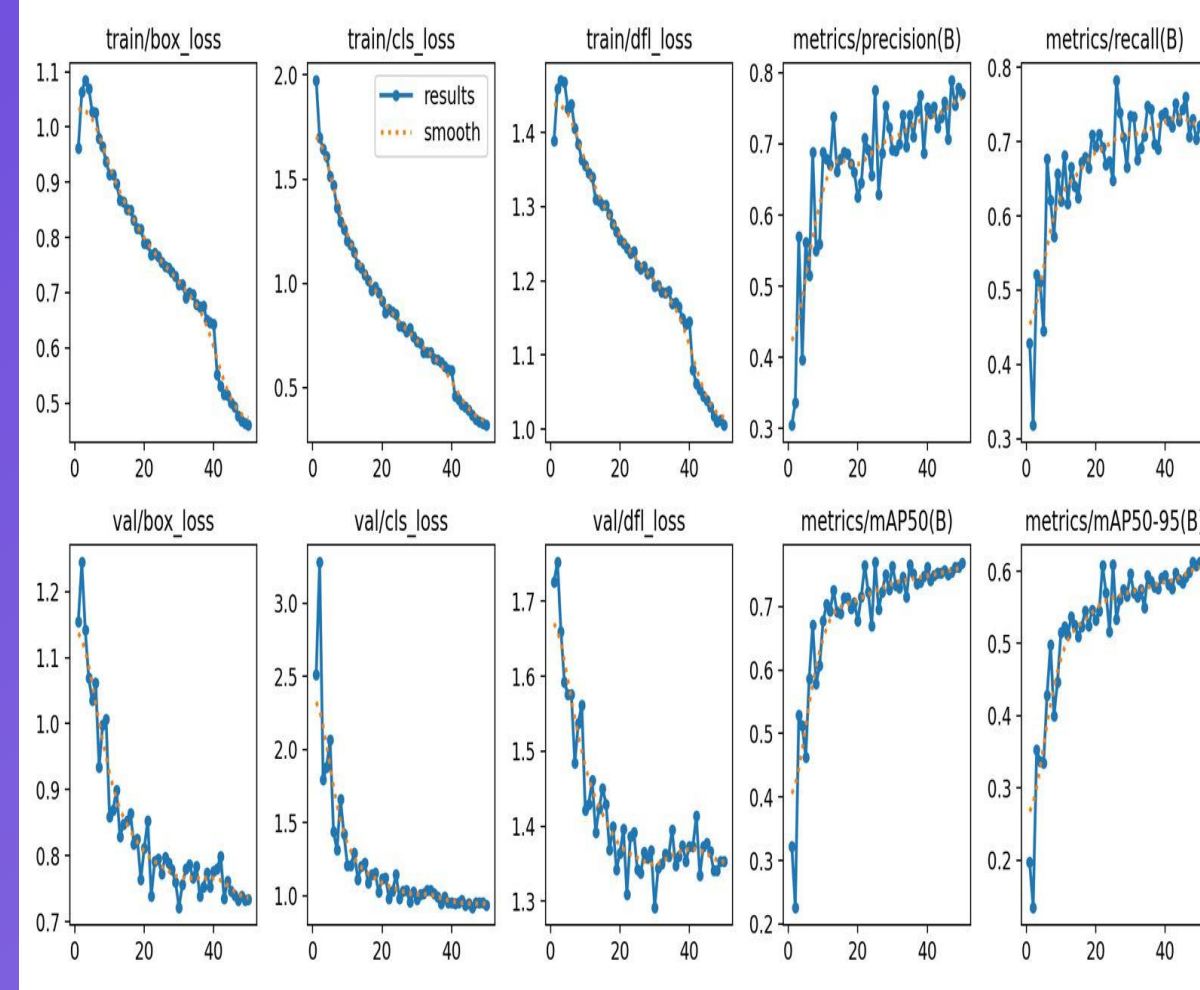 train/box_loss
train/cls_loss
train/dfl_loss
metrics/precision(B)
metrics/recall(B)
results
smooth
1.1
1.0
0.9
0.8
0.7
0.6
0.5
0 20 40
2.0
1.5
1.0
0.5
0 20 40
1.4
1.3
1.2
1.1
1.0
0 20 40
0.8
0.7
0.6
0.5
0.4
0.3
0 20 40
0.8
0.7
0.6
0.5
0.4
0.3
0 20 40
val/box_loss
val/cls_loss
val/dfl_loss
metrics/mAP50(B)
metrics/mAP50-95(B
1.2
1.1
1.0
0.9
0.8
0.7
0 20 40
3.0
2.5
2.0
1.5
1.0
0 20 40
1.7
1.6
1.5
1.4
1.3
0 20 40
0.7
0.6
0.5
0.4
0.3
0.2
0 20 40
0.6
0.5
0.4
0.3
0.2
0 20 40